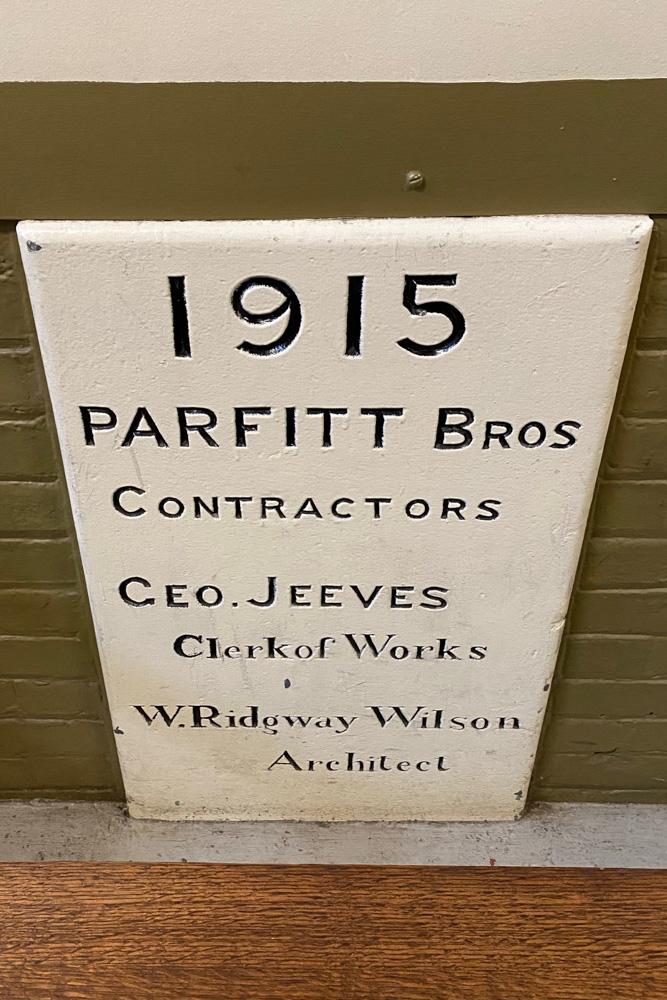 1915
PARFITT BROS
CONTRACTORS
GEO. JEEVES
Clerk of Works
W. Ridgway Wilson
Architect